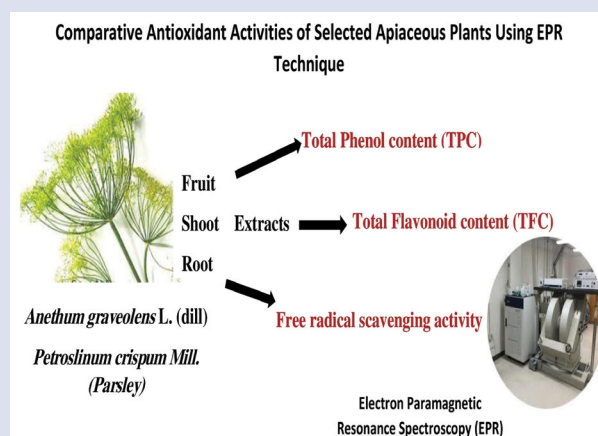 Comparative Antioxidant Activities of Selected Apiaceous Plants Using EPR
Technique
Total Phenol content (TPC)
Fruit
Shoot Extracts
Total Flavonoid content (TFC)
Root
Free radical scavenging activity
Anethum graveolens L. (dill)
Petroslinum crispum Mill.
(Parsley)
Electron Paramagnetic
Resonance Spectroscopy (EPR)